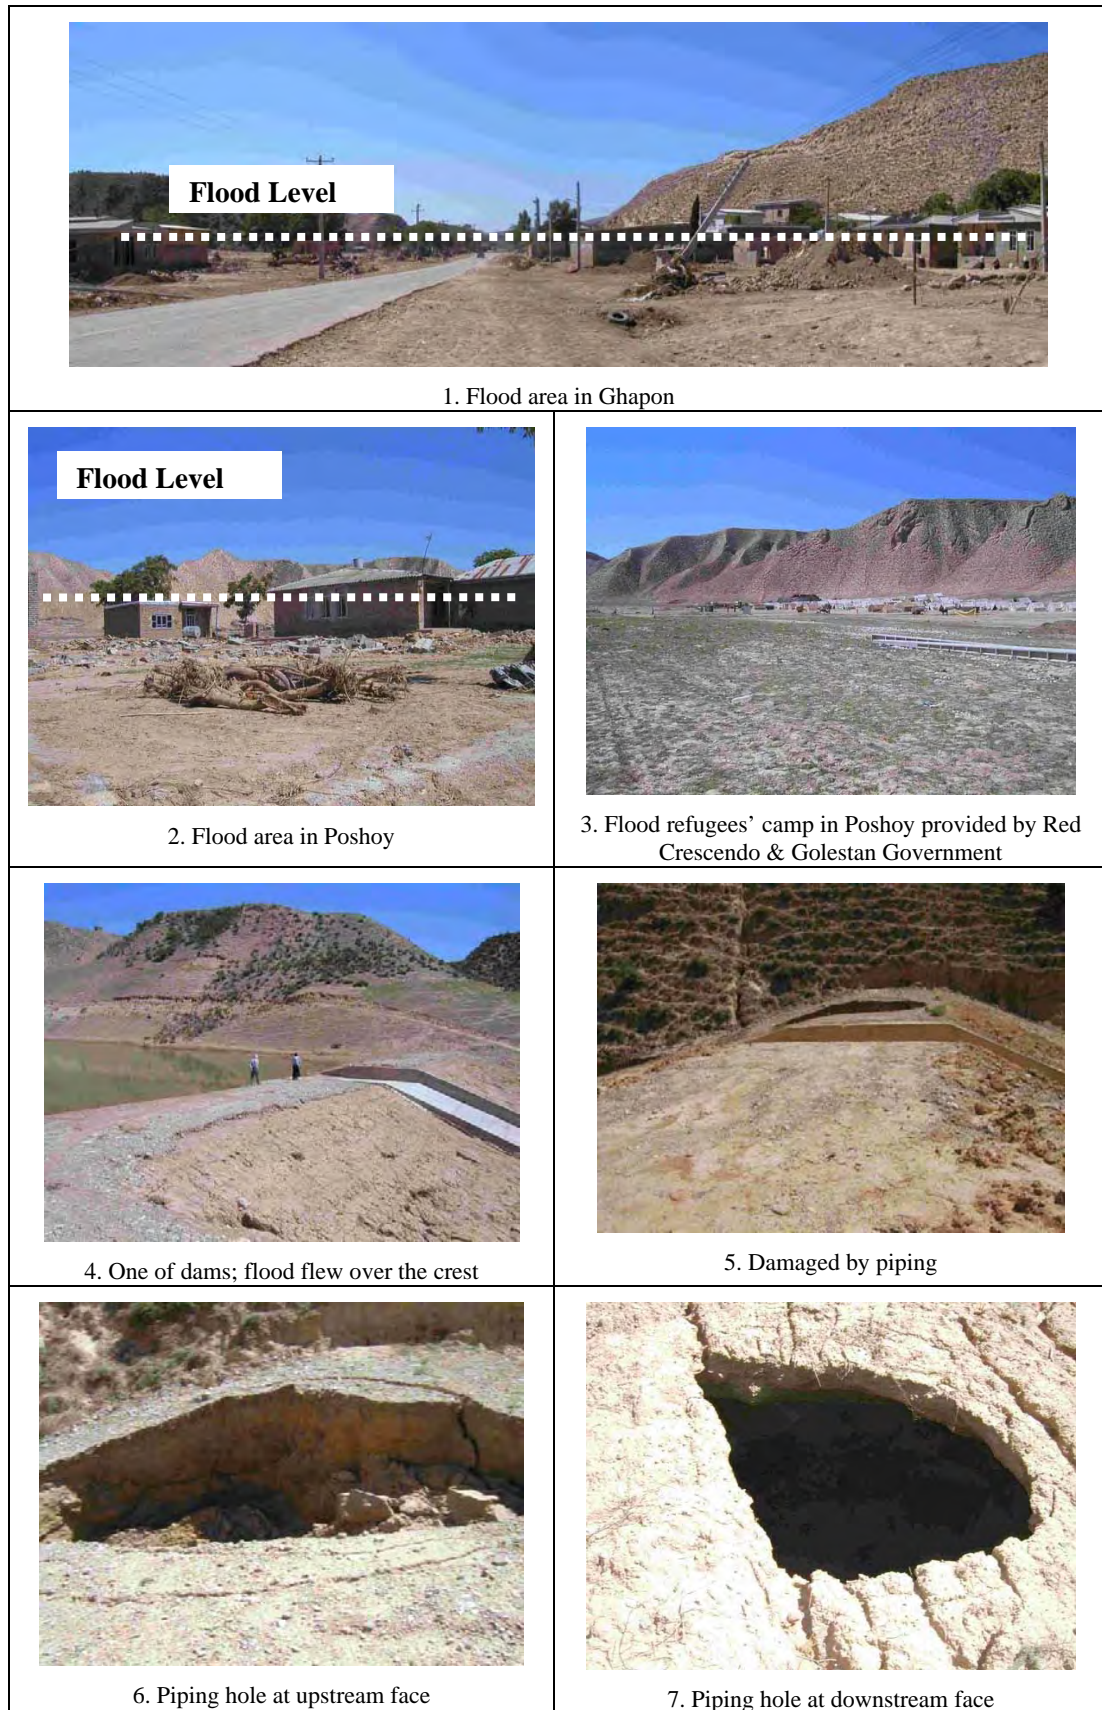 Flood Level
1. Flood area in Ghapon
Flood Level
2. Flood area in Poshoy
3. Flood refugees’ camp in Poshoy provided by Red
Crescendo & Golestan Government
4. One of dams; flood flew over the crest
5. Damaged by piping
6. Piping hole at upstream face
7. Piping hole at downstream face